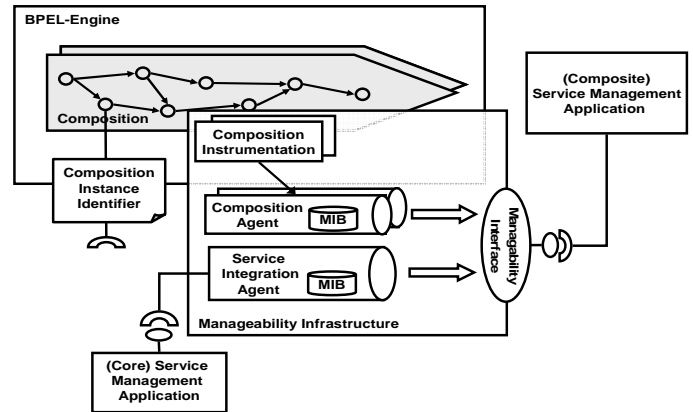 BPEL-Engine
Composition
Composition
Instrumentation
(Composite)
Service Management
Application
Composition
Instance
Identifier
Composition
Agent
MIB
Service
Integration
Agent
MIB
Managability
Interface
Manageability Infrastructure
(Core) Service
Management
Application